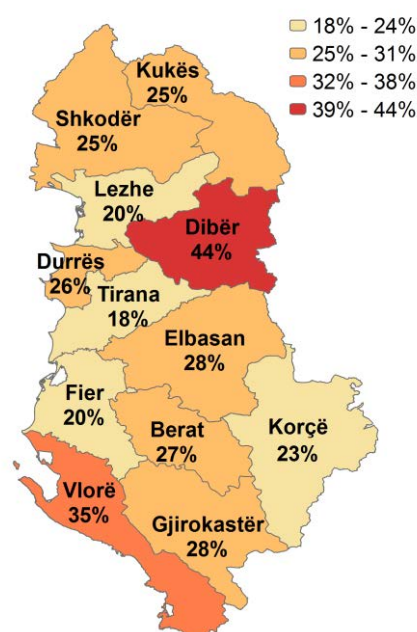 18% - 24%
25% - 31%
32% - 38%
39% - 44%
Kukës
25%
Shkodër
25%
Lezhe
20%
Dibër
44%
Durrës
26%
Tirana
18%
Elbasan
28%
Fier
20%
Berat
27%
Korçë
23%
Vlorë
35%
Gjirokastër
28%